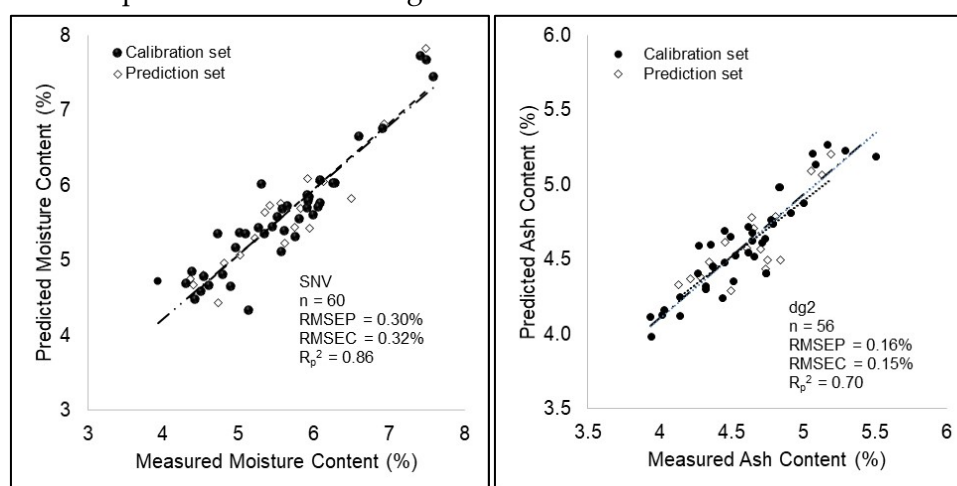 8
7
6
5
4
3
3
4
5
6
7
8
Predicted Moisture Content (%)
Measured Moisture Content (%)
Calibration set
Prediction set
SNV
n = 60
RMSEP = 0.30%
RMSEC = 0.32%
Rp² = 0.86
6.0
5.5
5.0
4.5
4.0
3.5
3.5
4
4.5
5
5.5
6
Predicted Ash Content (%)
Measured Ash Content (%)
Calibration set
Prediction set
dg2
n = 56
RMSEP = 0.16%
RMSEC = 0.15%
Rp² = 0.70